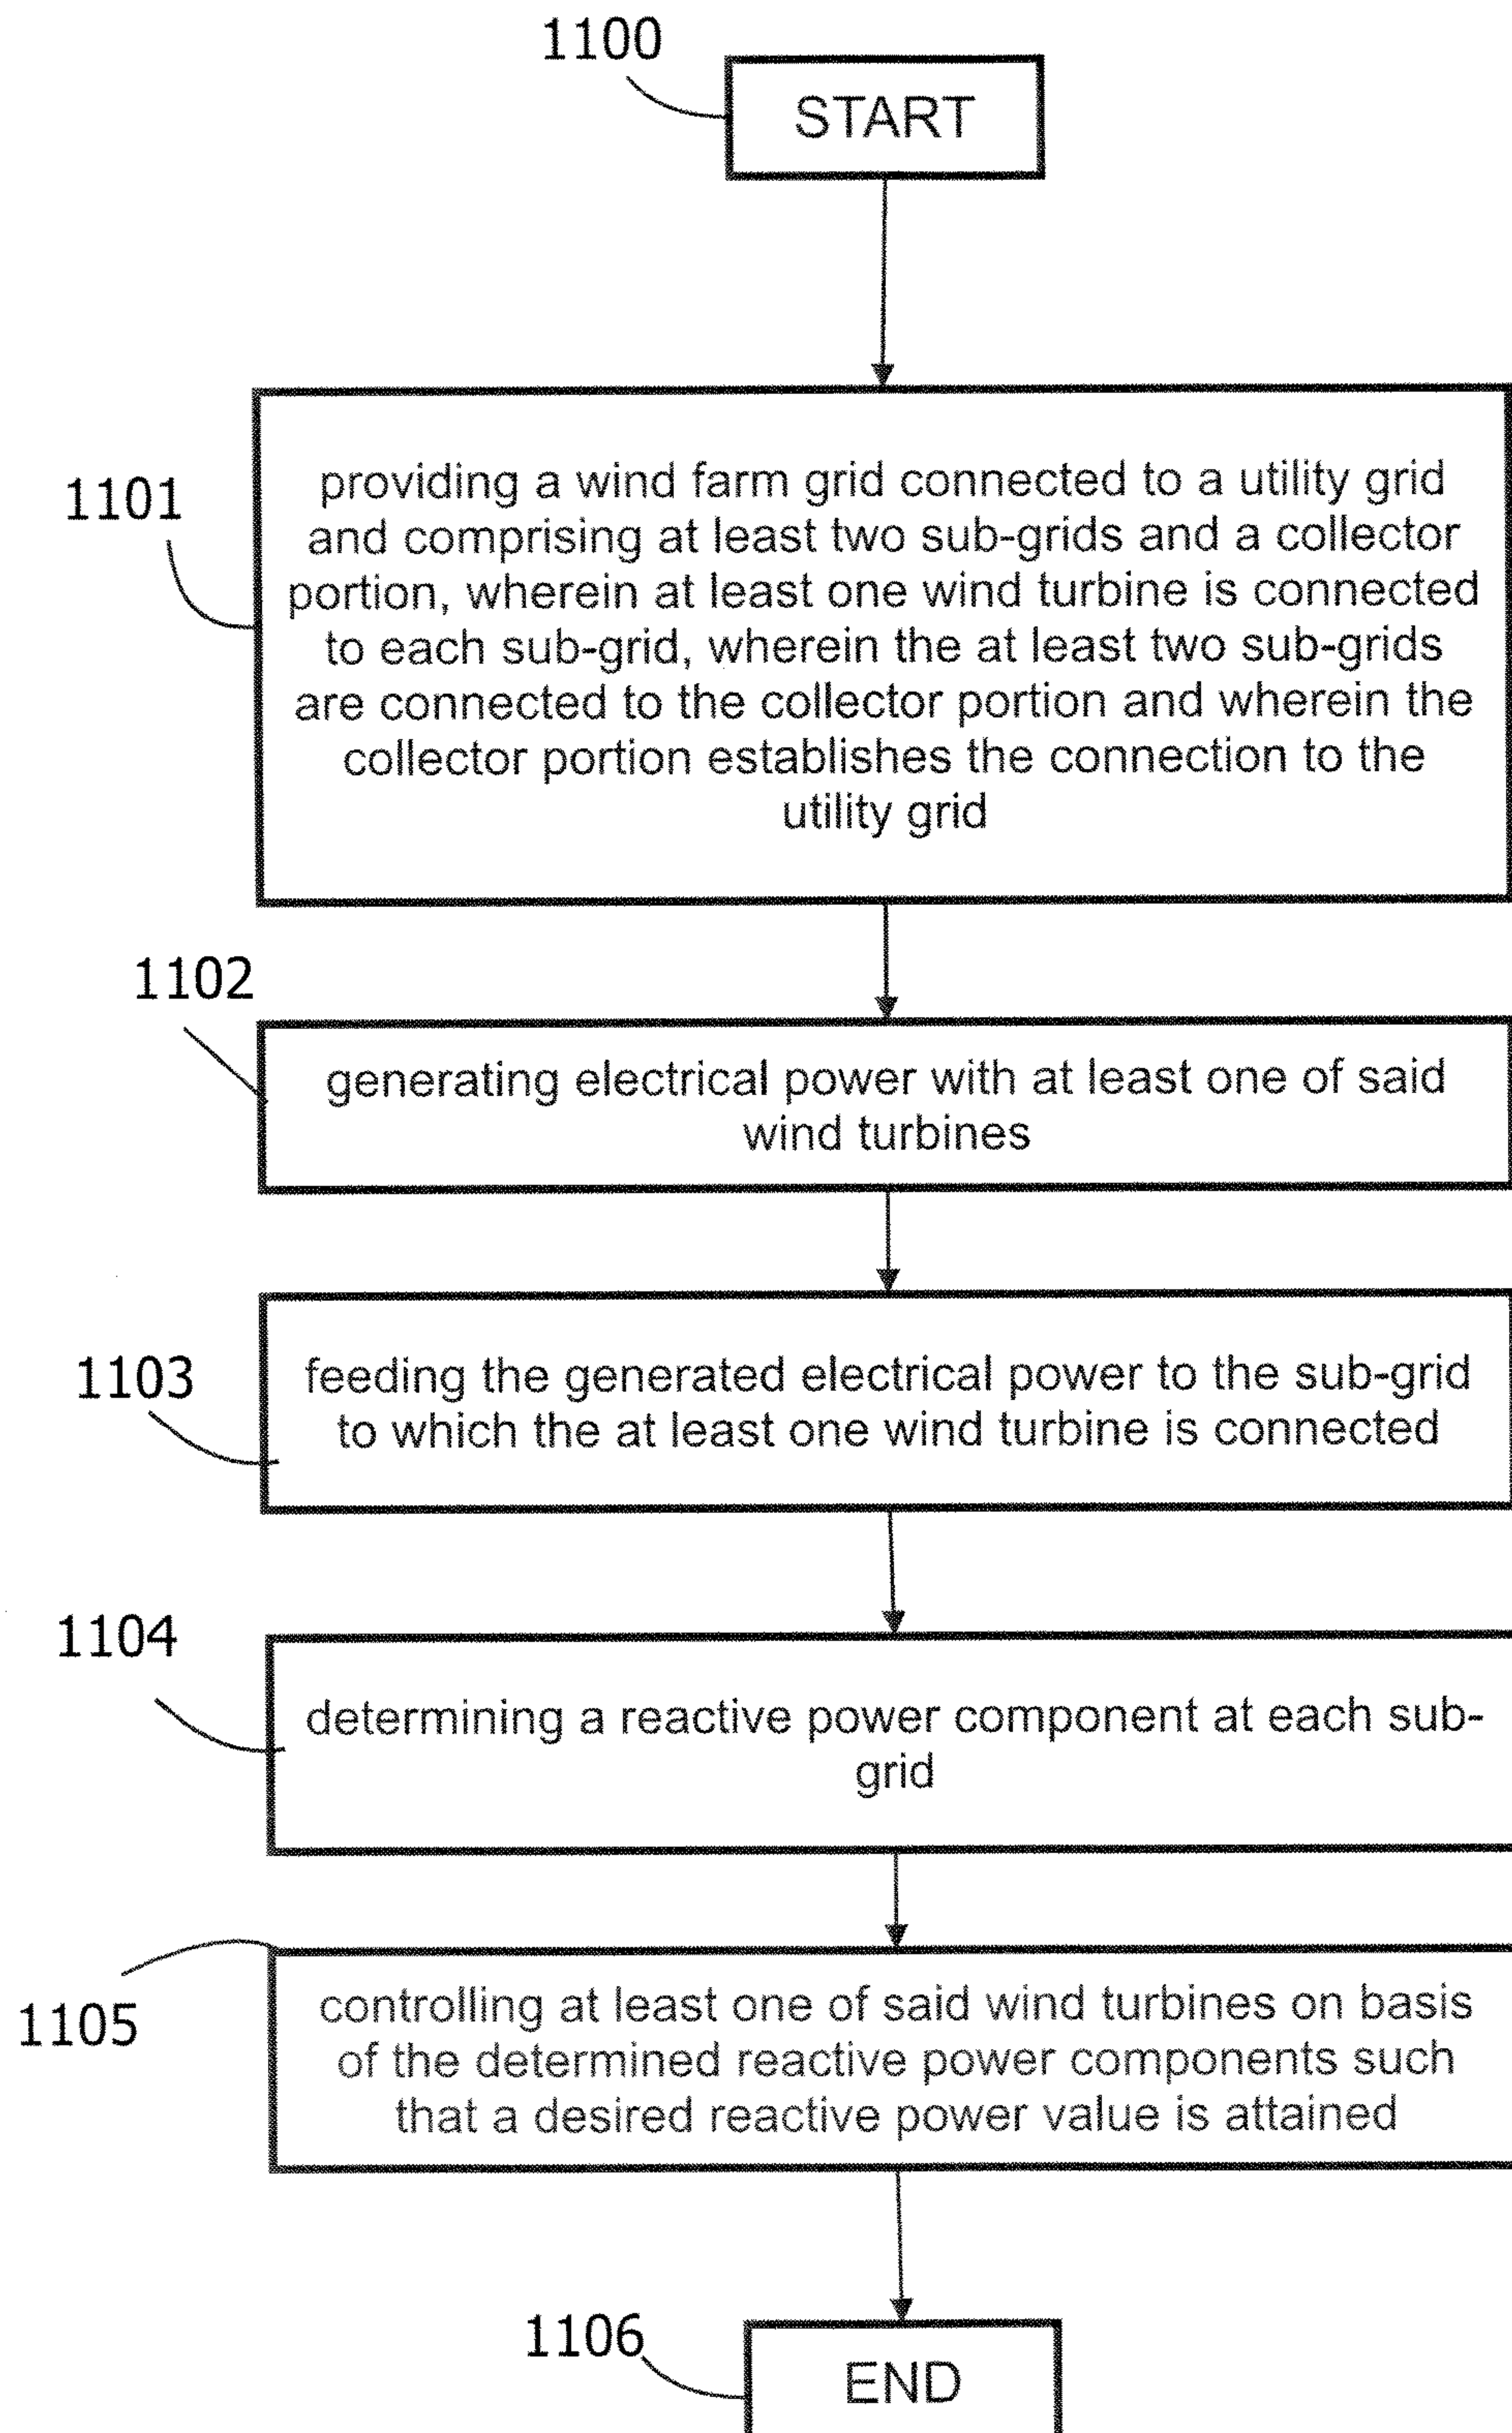 1100
START
1101
providing a wind farm grid connected to a utility grid
and comprising at least two sub-grids and a collector
portion, wherein at least one wind turbine is connected
to each sub-grid, wherein the at least two sub-grids
are connected to the collector portion and wherein the
collector portion establishes the connection to the
utility grid
1102
generating electrical power with at least one of said
wind turbines
1103
feeding the generated electrical power to the sub-grid
to which the at least one wind turbine is connected
1104
determining a reactive power component at each sub-
grid
1105
controlling at least one of said wind turbines on basis
of the determined reactive power components such
that a desired reactive power value is attained
1106
END